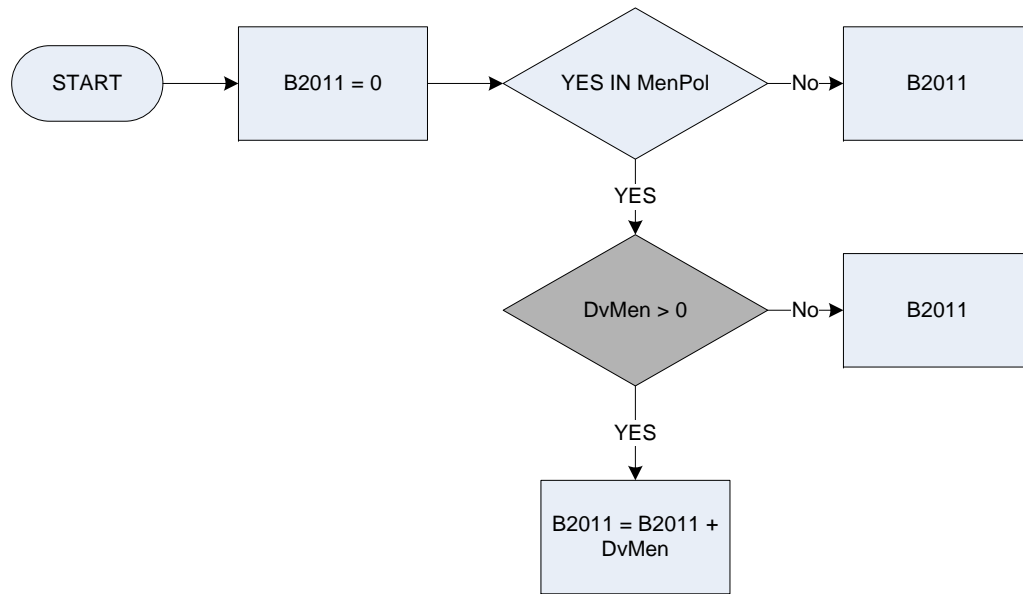 START
B2011 = 0
YES IN MenPol
No
B2011
YES
DvMen > 0
No
B2011
YES
B2011 = B2011 +
DvMen